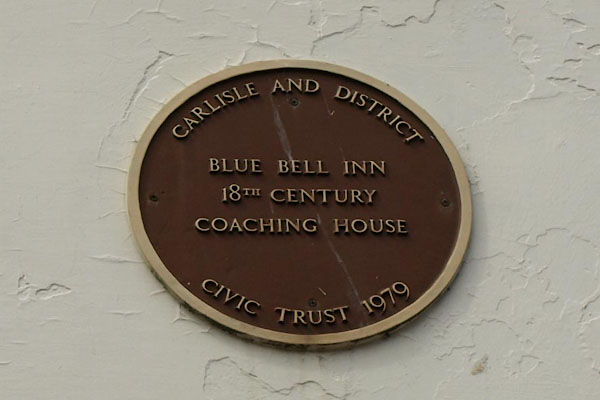 CARLISLE AND DISTRICT
BLUE BELL INN
18TH CENTURY
COACHING HOUSE
CIVIC TRUST 1979